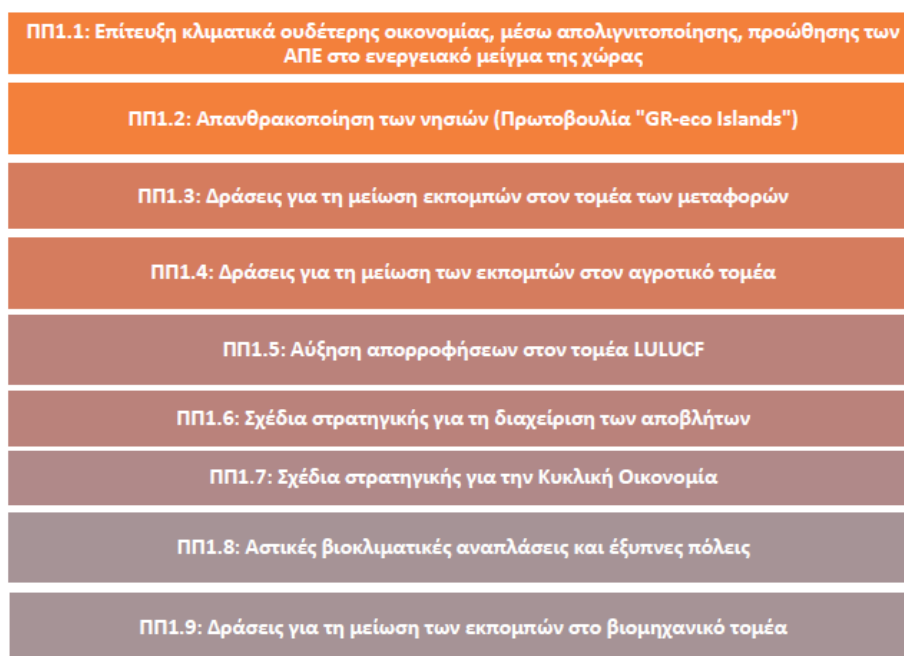 ΠΠ1.1: Επίτευξη κλιματικά ουδέτερης οικονομίας, μέσω απολιγνιτοποίησης, προώθησης των
ΑΠΕ στο ενεργειακό μείγμα της χώρας
ΠΠ1.2: Απανθρακοποίηση των νησιών (Πρωτοβουλία "GR-eco Islands")
ΠΠ1.3: Δράσεις για τη μείωση εκπομπών στον τομέα των μεταφορών
ΠΠ1.4: Δράσεις για τη μείωση των εκπομπών στον αγροτικό τομέα
ΠΠ1.5: Αύξηση απορροφήσεων στον τομέα LULUCF
ΠΠ1.6: Σχέδια στρατηγικής για τη διαχείριση των αποβλήτων
ΠΠ1.7: Σχέδια στρατηγικής για την Κυκλική Οικονομία
ΠΠ1.8: Αστικές βιοκλιματικές αναπλάσεις και έξυπνες πόλεις
ΠΠ1.9: Δράσεις για τη μείωση των εκπομπών στο βιομηχανικό τομέα